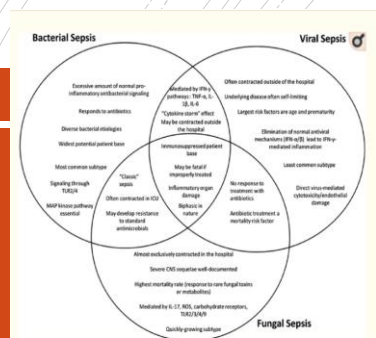 Bacterial Sepsis
Viral Sepsis
Excessive amount of normal pro-
inflammatory antibacterial signaling
Responds to antibiotics
Diverse bacterial etiologies
Widest potential patient base
Most common subtype
Signaling through
TLR2/4
MAP kinase pathway
essential
Mediated by IFN-γ
pathways: TNF-α, IL-
1β, IL-6
"Cytokine storm" effect
May be contracted outside
the hospital
Immunosuppressed patient
base
May be fatal if
improperly treated
Inflammatory organ
damage
Biphasic in
nature
Often contracted outside of the hospital
Underlying disease often self-limiting
Largest risk factors are age and prematurity
Elimination of normal antiviral
mechanisms (IFN-α/β) lead to IFN-γ-
mediated inflammation
Least common subtype
Direct virus-mediated
cytotoxicity/endothelial
damage
"Classic"
sepsis
Often contracted in ICU
May develop resistance
to standard
antimicrobials
No response to
treatment with
antibiotics
Antibiotic treatment a
mortality risk factor
Almost exclusively contracted in the hospital
Severe CNS sequelae well-documented
Highest mortality rate (response to rare fungal toxins
or metabolites)
Mediated by IL-17, ROS, carbohydrate receptors,
TLR2/3/4/9
Quickly-growing subtype
Fungal Sepsis